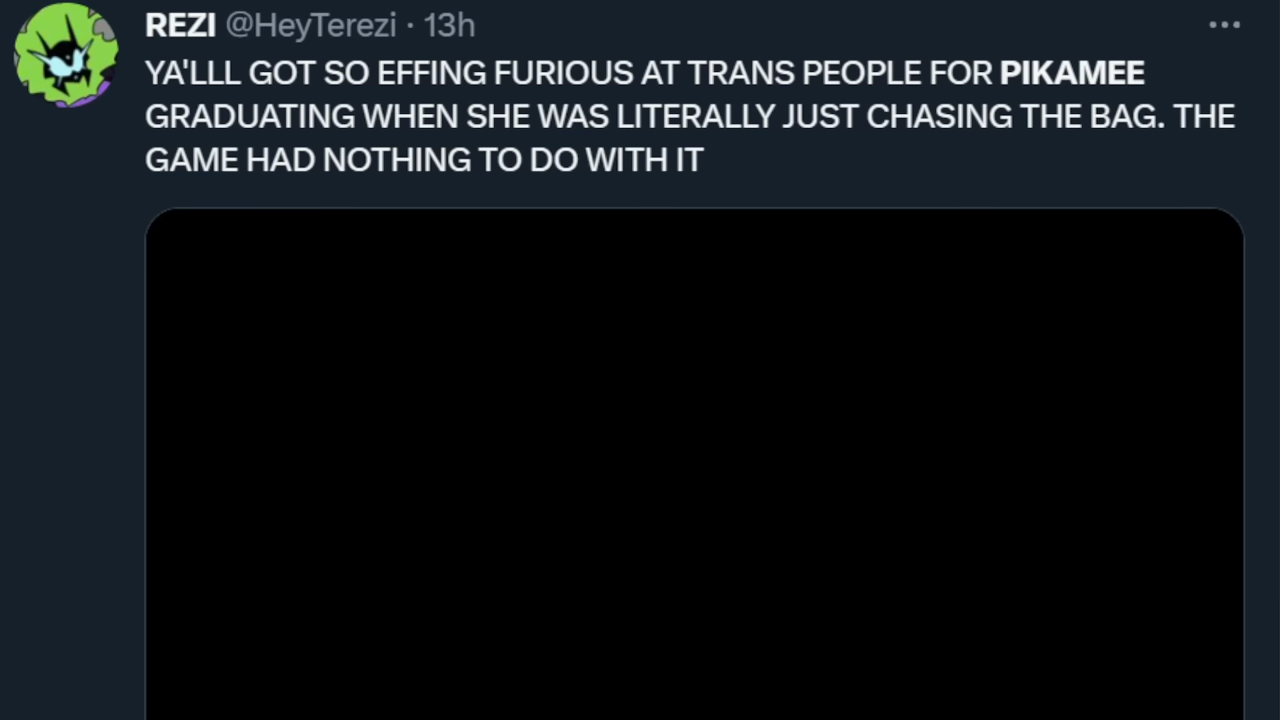 REZI @HeyTerezi · 13h
YA'LLL GOT SO EFFING FURIOUS AT TRANS PEOPLE FOR PIKAMEE
GRADUATING WHEN SHE WAS LITERALLY JUST CHASING THE BAG. THE
GAME HAD NOTHING TO DO WITH IT